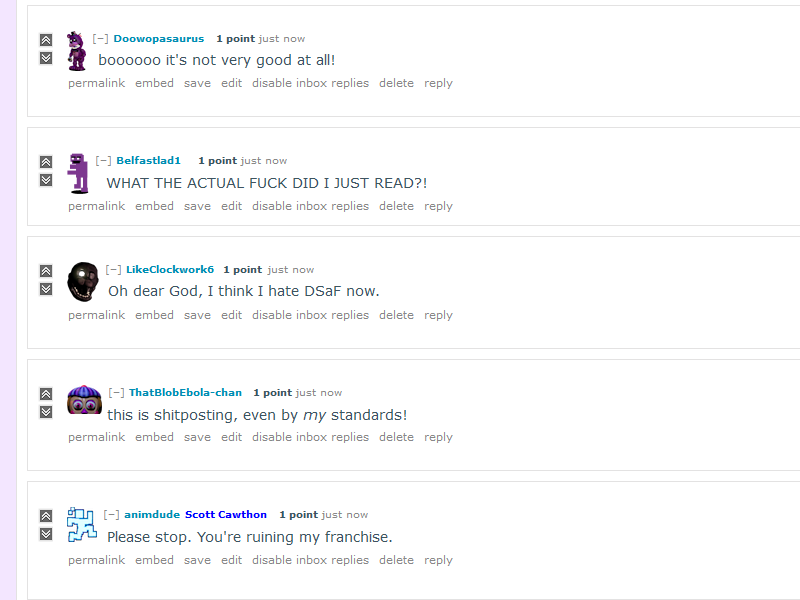 [−] Doowopasaurus 1 point just now
boooooo it's not very good at all!
permalink embed save edit disable inbox replies delete reply
[−] Belfastlad1 1 point just now
WHAT THE ACTUAL FUCK DID I JUST READ?!
permalink embed save edit disable inbox replies delete reply
[−] LikeClockwork6 1 point just now
Oh dear God, I think I hate DSaF now.
permalink embed save edit disable inbox replies delete reply
[−] ThatBlobEbola-chan 1 point just now
this is shitposting, even by my standards!
permalink embed save edit disable inbox replies delete reply
[−] animdude Scott Cawthon 1 point just now
Please stop. You're ruining my franchise.
permalink embed save edit disable inbox replies delete reply